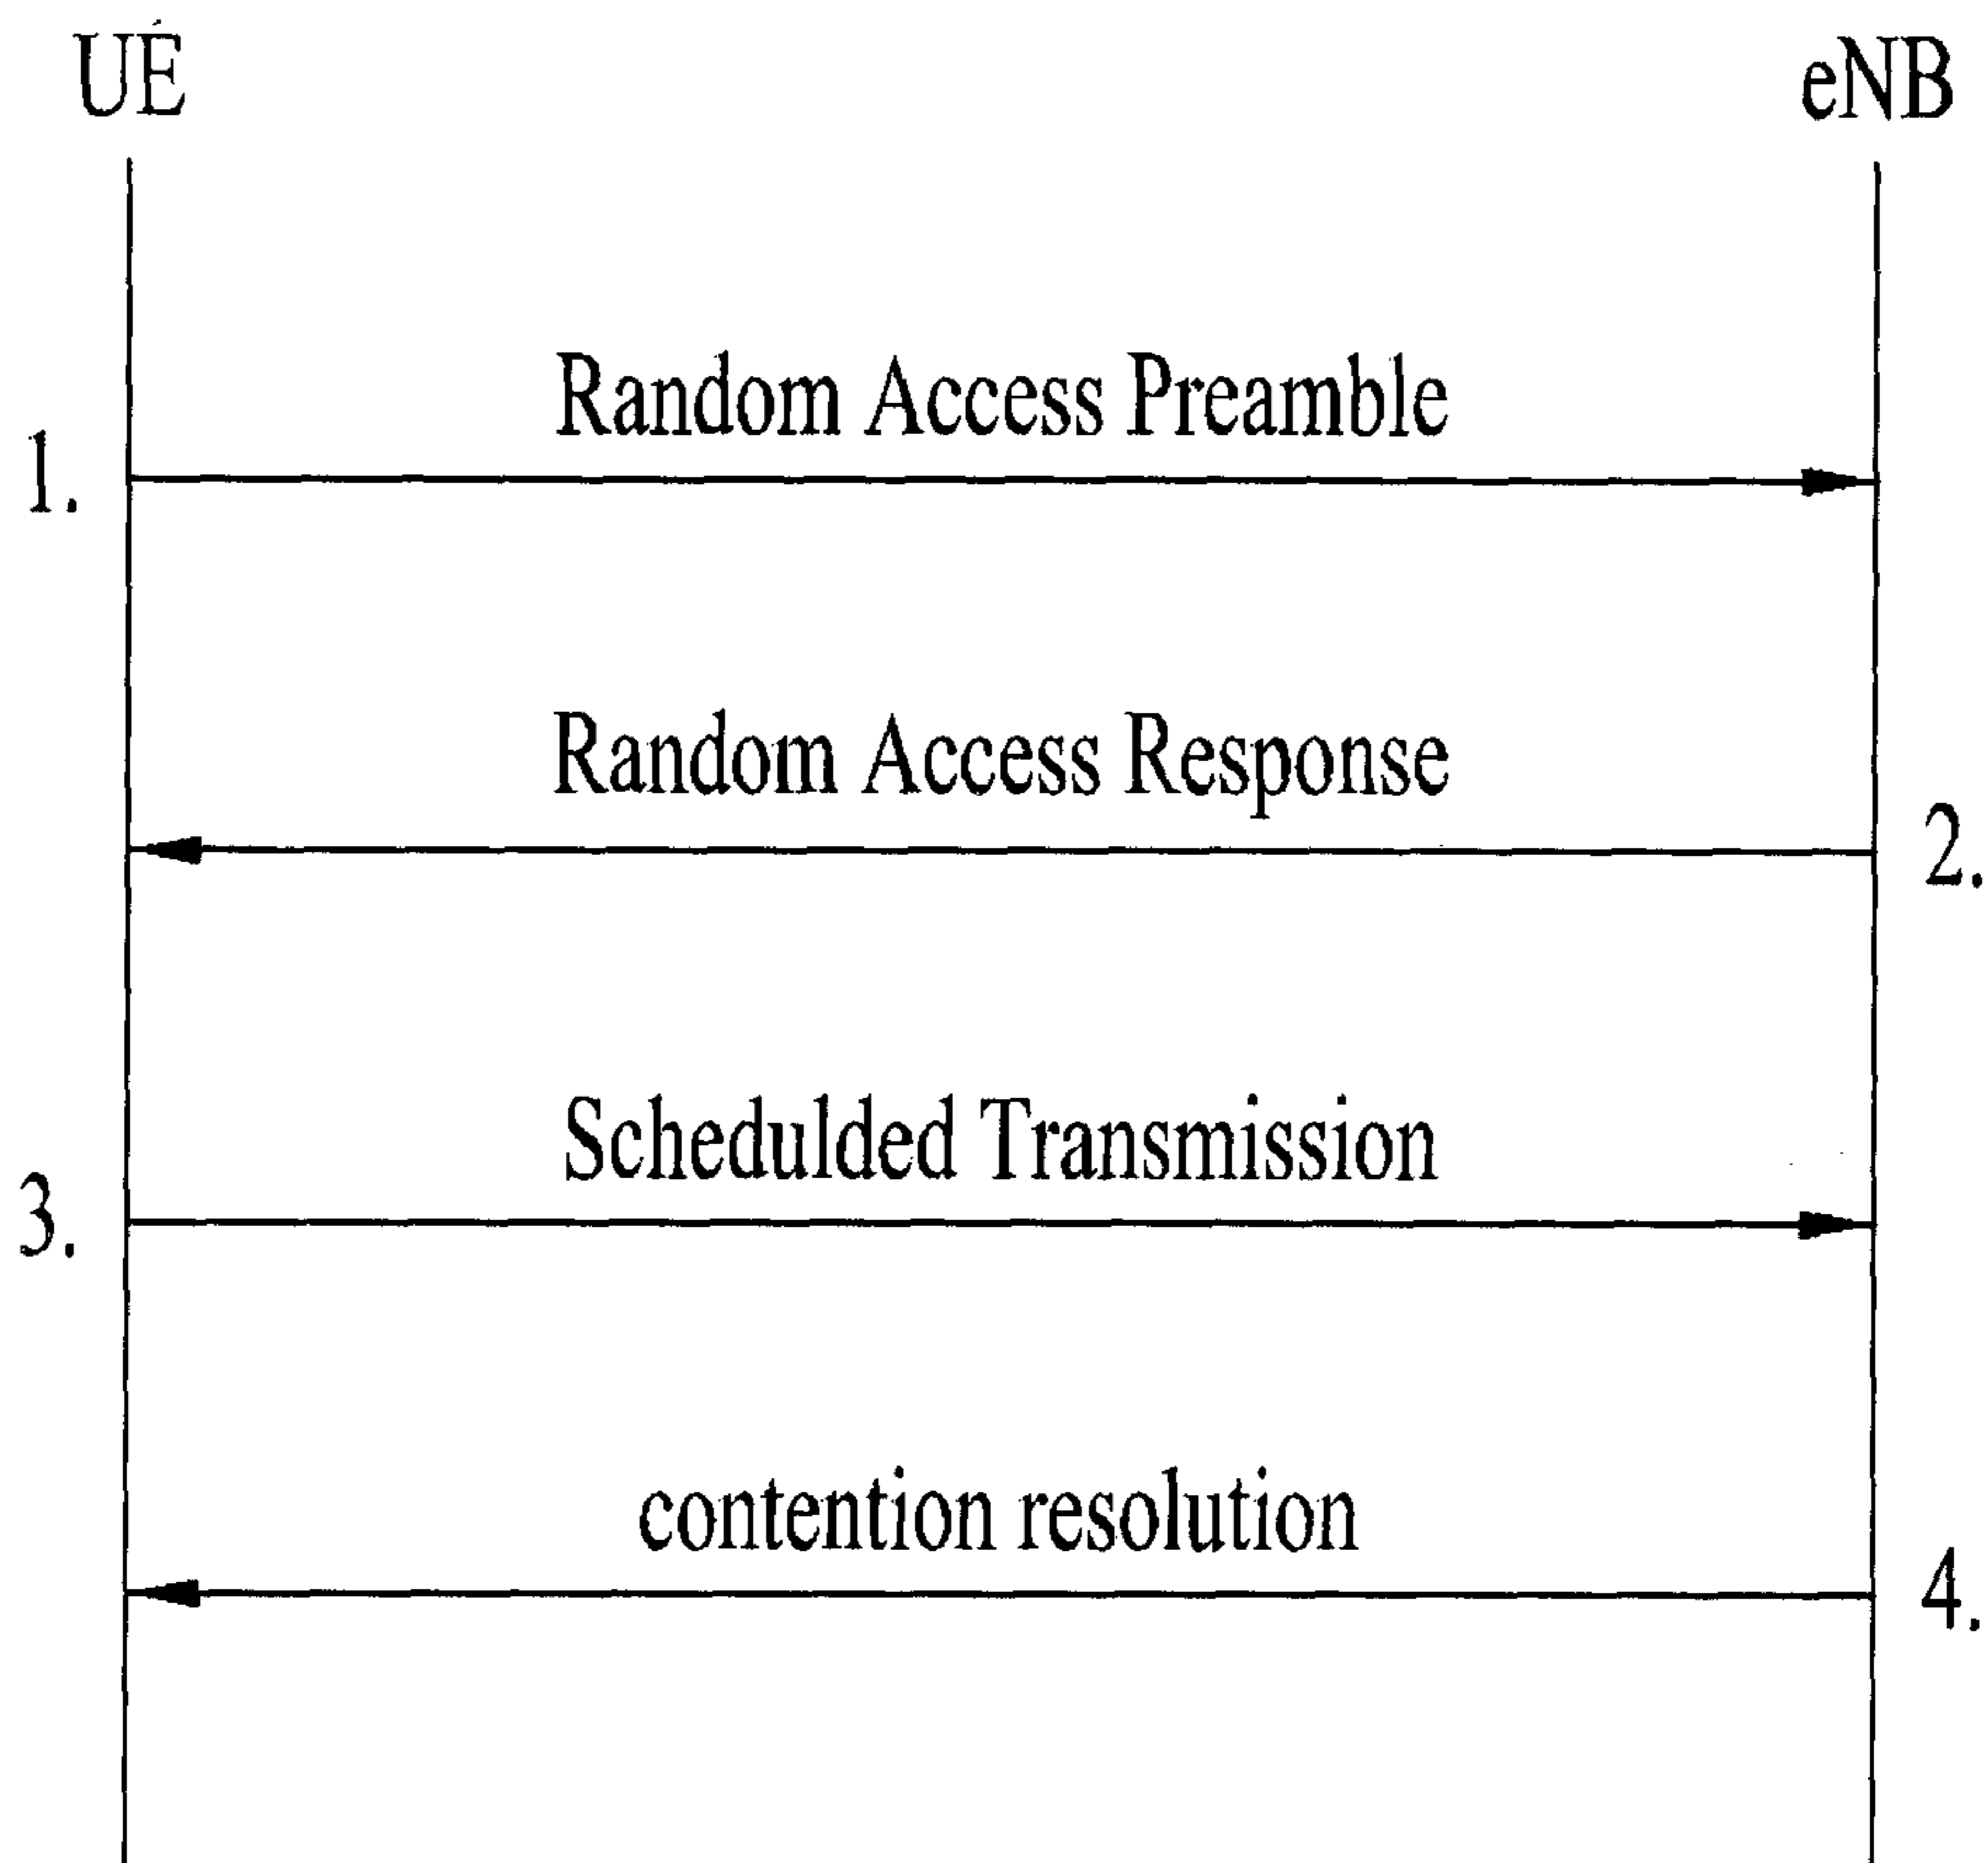 UE eNB
Random Access Preamble
1.
Random Access Response
2.
Schedulded Transmission
3.
contention resolution
4.